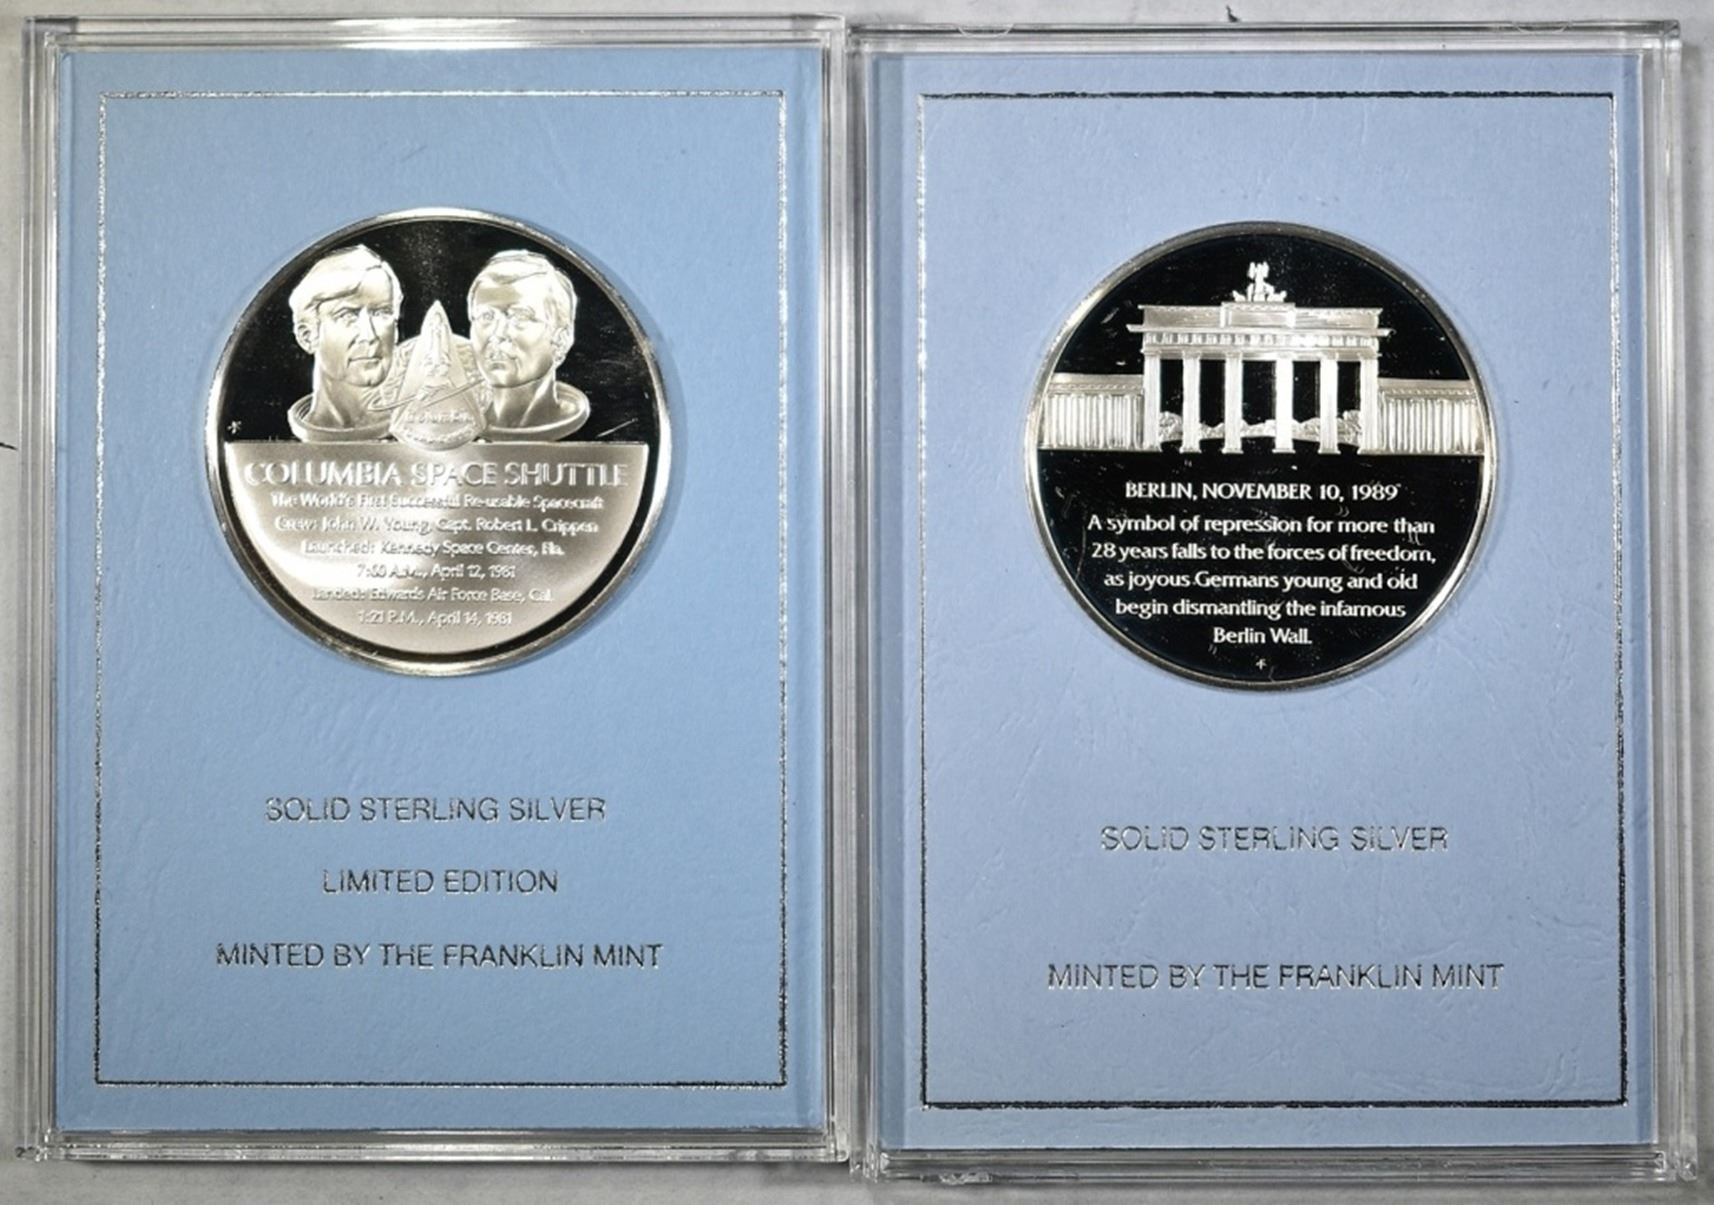 COLUMBIA SPACE SHUTTLE
The World's First Successful Re-usable Spacecraft
Crew: John W. Young, Capt. Robert L. Crippen
Launched: Kennedy Space Center, Fla.
7:00 A.M., April 12, 1981
Landed: Edwards Air Force Base, Cal.
1:21 P.M., April 14, 1981
SOLID STERLING SILVER
LIMITED EDITION
MINTED BY THE FRANKLIN MINT
BERLIN, NOVEMBER 10, 1989
A symbol of repression for more than
28 years falls to the forces of freedom,
as joyous Germans young and old
begin dismantling the infamous
Berlin Wall.
SOLID STERLING SILVER
MINTED BY THE FRANKLIN MINT